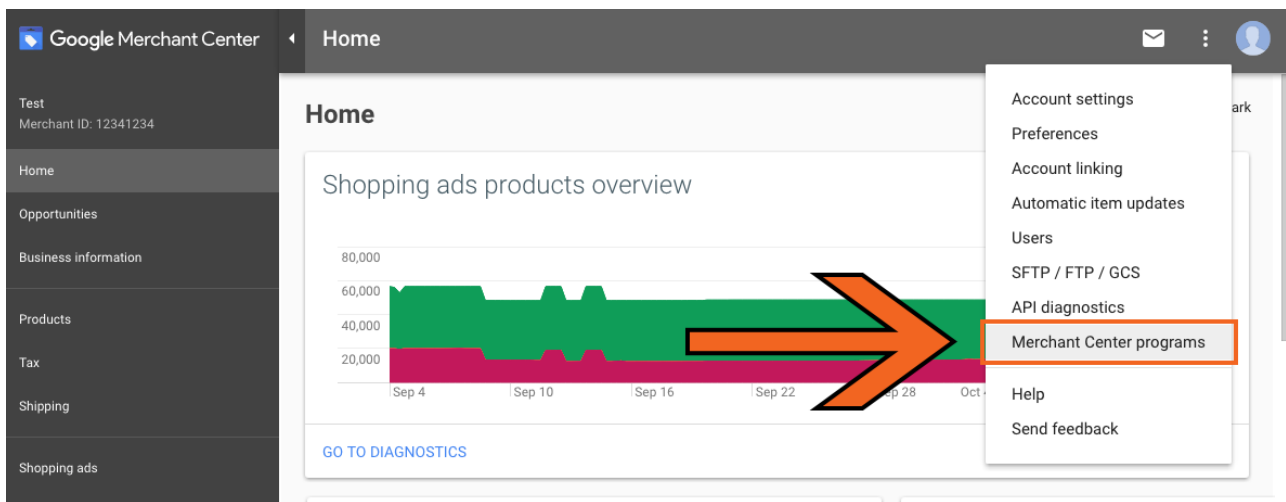 Google Merchant Center
Home
Test
Merchant ID: 12341234
Home
Opportunities
Business information
Products
Tax
Shipping
Shopping ads
Home
ark
Shopping ads products overview
80,000
60,000
40,000
20,000
Sep 4
Sep 10
Sep 16
Sep 22
ep 28
Oct
GO TO DIAGNOSTICS
Account settings
Preferences
Account linking
Automatic item updates
Users
SFTP / FTP / GCS
API diagnostics
Merchant Center programs
Help
Send feedback